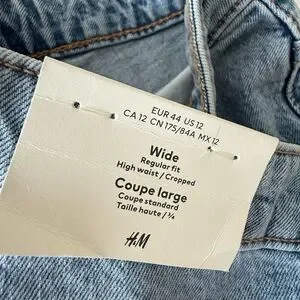 EUR 44 US 12
CA 12 CN 175/84A MX 12
Wide
Regular fit
High waist / Cropped
Coupe large
Coupe standard
Taille haute / ¾
H&M